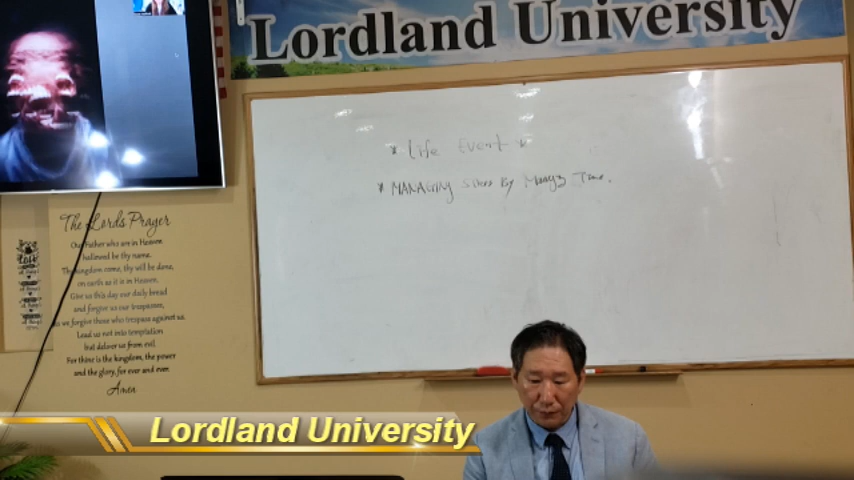 Lordland University
* Life Event *
* MANAGING Stress By Managing Time.
The Lords Prayer
Our Father who are in Heaven
hallowed be thy name.
Thy kingdom come, thy will be done,
on earth as it is in Heaven.
Give us this day our daily bread
and forgive us our trespasses,
as we forgive those who trespass against us.
Lead us not into temptation
but deliver us from evil
For thine is the kingdom, the power
and the glory, for ever and ever
Amen
Lordland University